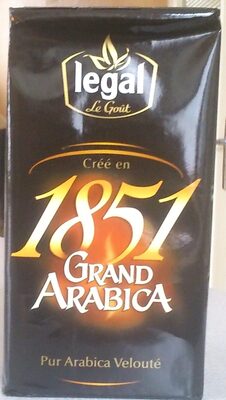 legal
Le Goût
Créé en
1851
GRAND
ARABICA
Pur Arabica Velouté